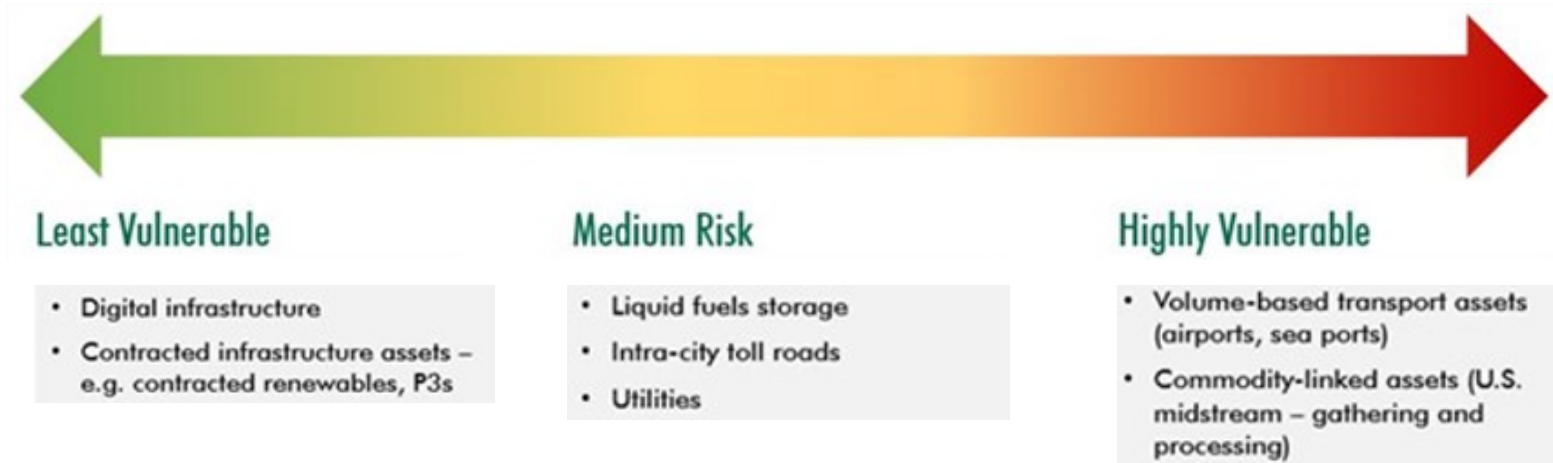 Least Vulnerable
• Digital infrastructure
• Contracted infrastructure assets –
e.g. contracted renewables, P3s
Medium Risk
• Liquid fuels storage
• Intra-city toll roads
• Utilities
Highly Vulnerable
• Volume-based transport assets
(airports, sea ports)
• Commodity-linked assets (U.S.
midstream – gathering and
processing)